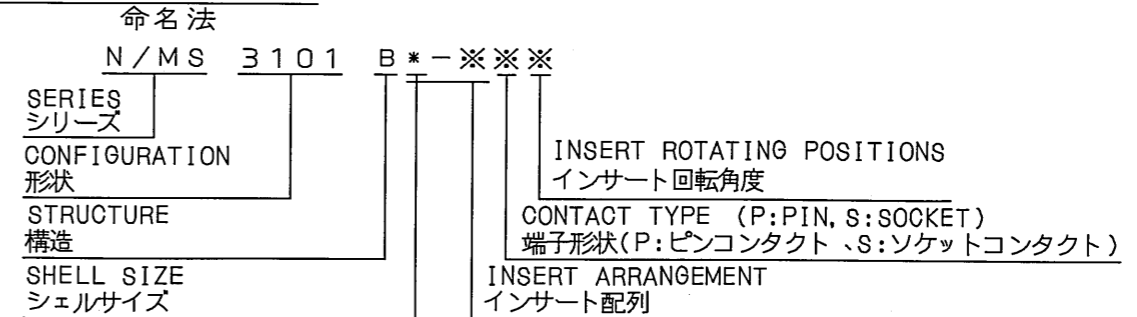 命名法
N/MS 3101 B*-※※※
SERIES
シリーズ
CONFIGURATION
形状
STRUCTURE
構造
SHELL SIZE
シェルサイズ
INSERT ROTATING POSITIONS
インサート回転角度
CONTACT TYPE (P:PIN,S:SOCKET)
端子形状(P:ピンコンタクト、S:ソケットコンタクト)
INSERT ARRANGEMENT
インサート配列